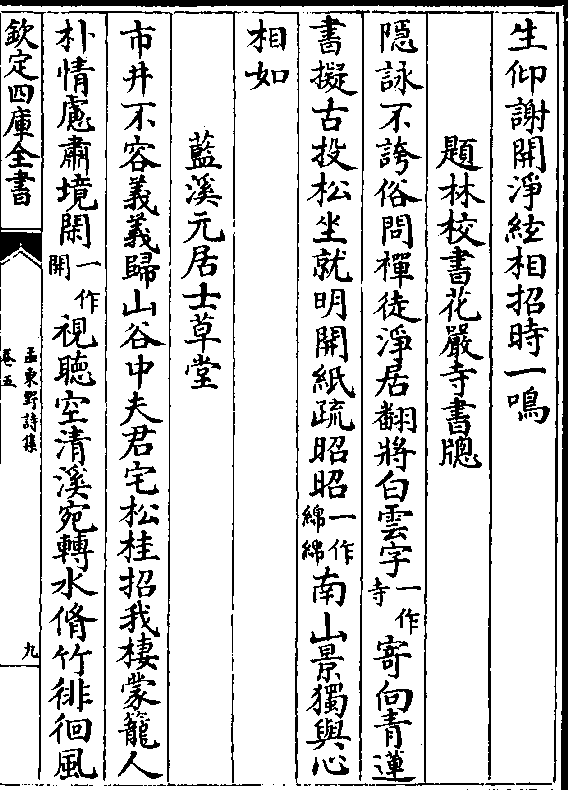 生仰謝開淨絃相招時一鳴
題林校書花嚴寺書牎
隱詠不誇俗問禪徒淨居翻將白雲字一作寺寄向青蓮
書擬古投松坐就明開紙疏昭昭一作綿綿南山景獨與心
相如
藍溪元居士草堂
市井不容義義歸山谷中夫君宅松桂招我棲蒙籠人
朴情慮肅境閑一作開視聽空清溪宛轉水脩竹徘徊風
欽定四庫全書
孟東野詩集
卷五
九